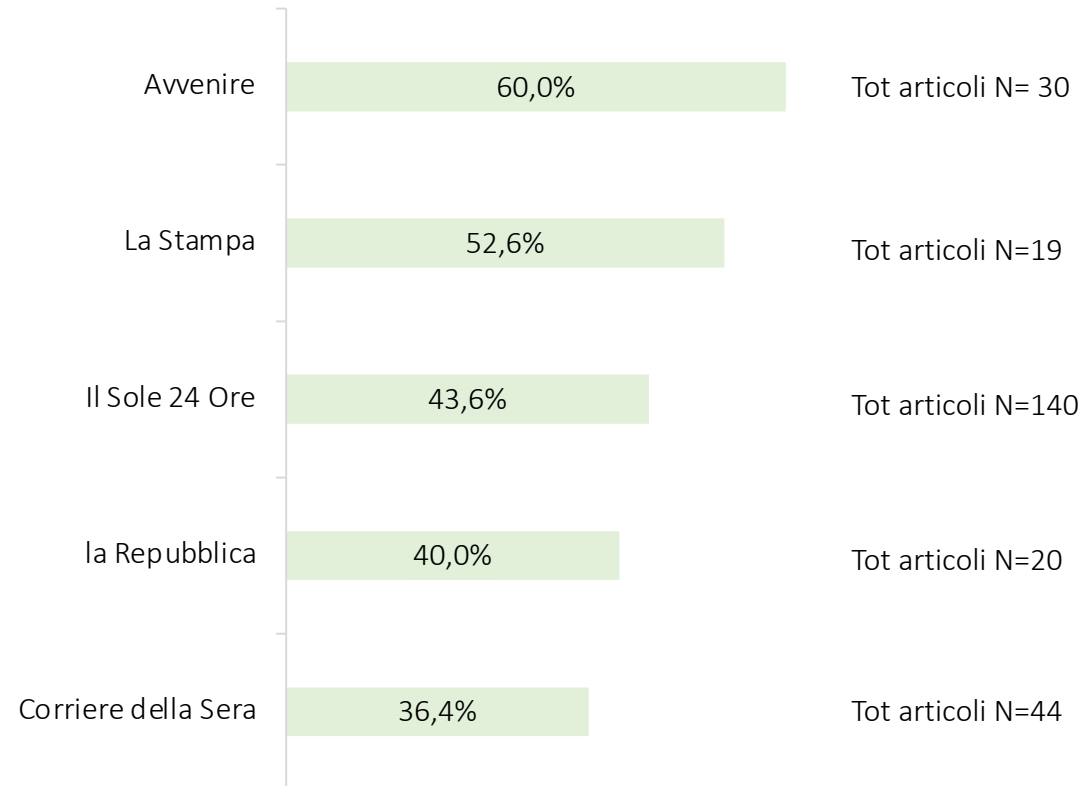 Avvenire 60,0% Tot articoli N= 30
La Stampa 52,6% Tot articoli N=19
Il Sole 24 Ore 43,6% Tot articoli N=140
la Repubblica 40,0% Tot articoli N=20
Corriere della Sera 36,4% Tot articoli N=44